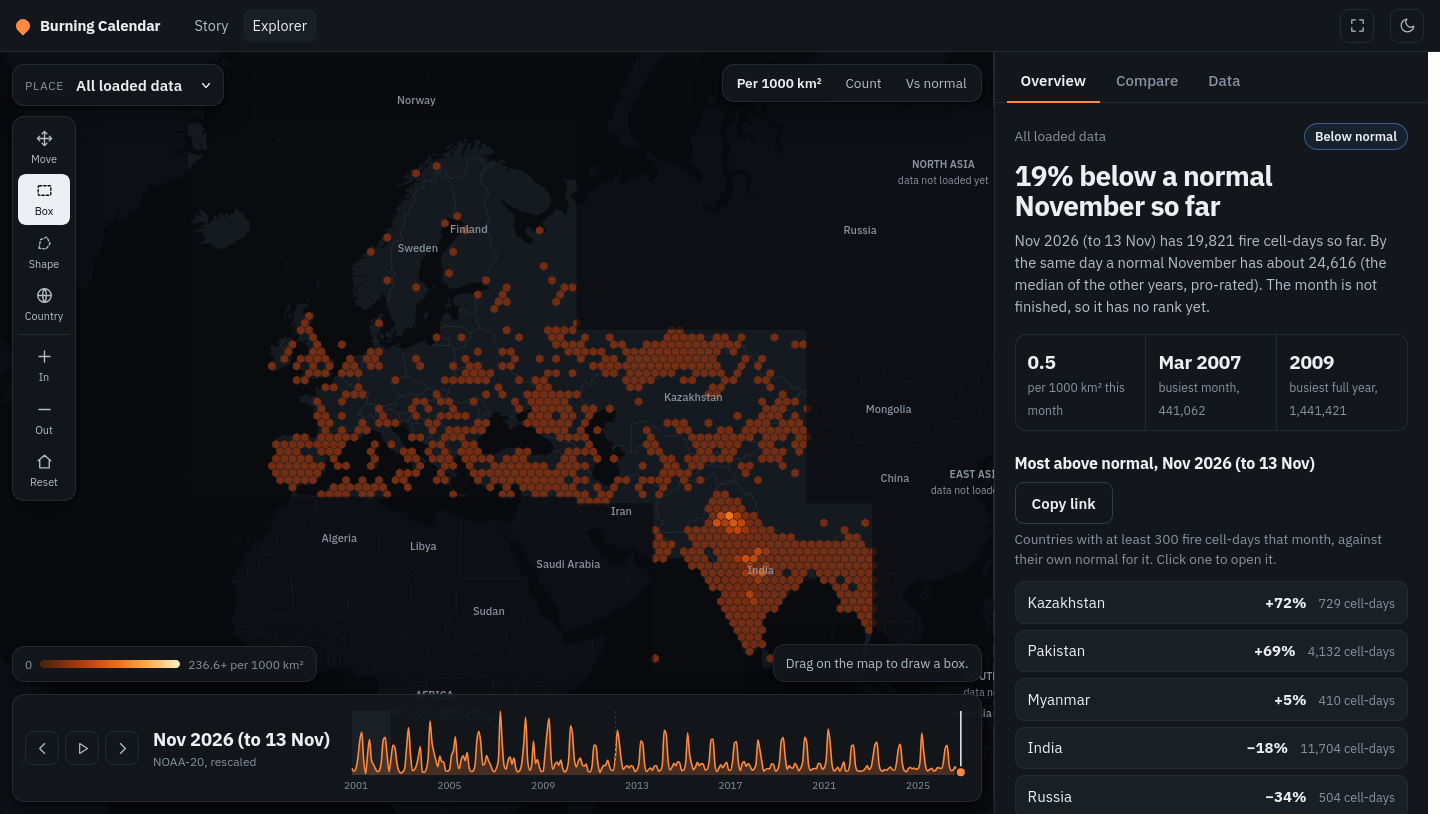 Burning Calendar
Story
Explorer
PLACE All loaded data
Per 1000 km²
Count
Vs normal
Move
Box
Shape
Country
In
Out
Reset
Norway
NORTH ASIA
data not loaded yet
Finland
Sweden
Russia
Kazakhstan
Mongolia
China
Iran
Algeria
Libya
Saudi Arabia
India
Sudan
AFRICA
0
236.6+ per 1000 km²
Drag on the map to draw a box.
Nov 2026 (to 13 Nov)
NOAA-20, rescaled
2001
2005
2009
2013
2017
2021
2025
Overview
Compare
Data
All loaded data
Below normal
19% below a normal
November so far
Nov 2026 (to 13 Nov) has 19,821 fire cell-days so far. By
the same day a normal November has about 24,616 (the
median of the other years, pro-rated). The month is not
finished, so it has no rank yet.
0.5
per 1000 km² this
month
Mar 2007
busiest month,
441,062
2009
busiest full year,
1,441,421
Most above normal, Nov 2026 (to 13 Nov)
Copy link
Countries with at least 300 fire cell-days that month, against
their own normal for it. Click one to open it.
Kazakhstan +72% 729 cell-days
Pakistan +69% 4,132 cell-days
Myanmar +5% 410 cell-days
India −18% 11,704 cell-days
Russia −34% 504 cell-days